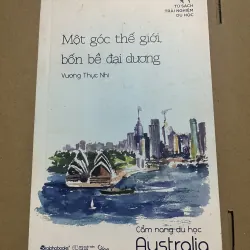 TỦ SÁCH
TRẢI NGHIỆM
DU HỌC
Một góc thế giới,
bốn bề đại dương
Vương Thục Nhi
alphabooks
Cẩm nang du học
Australia